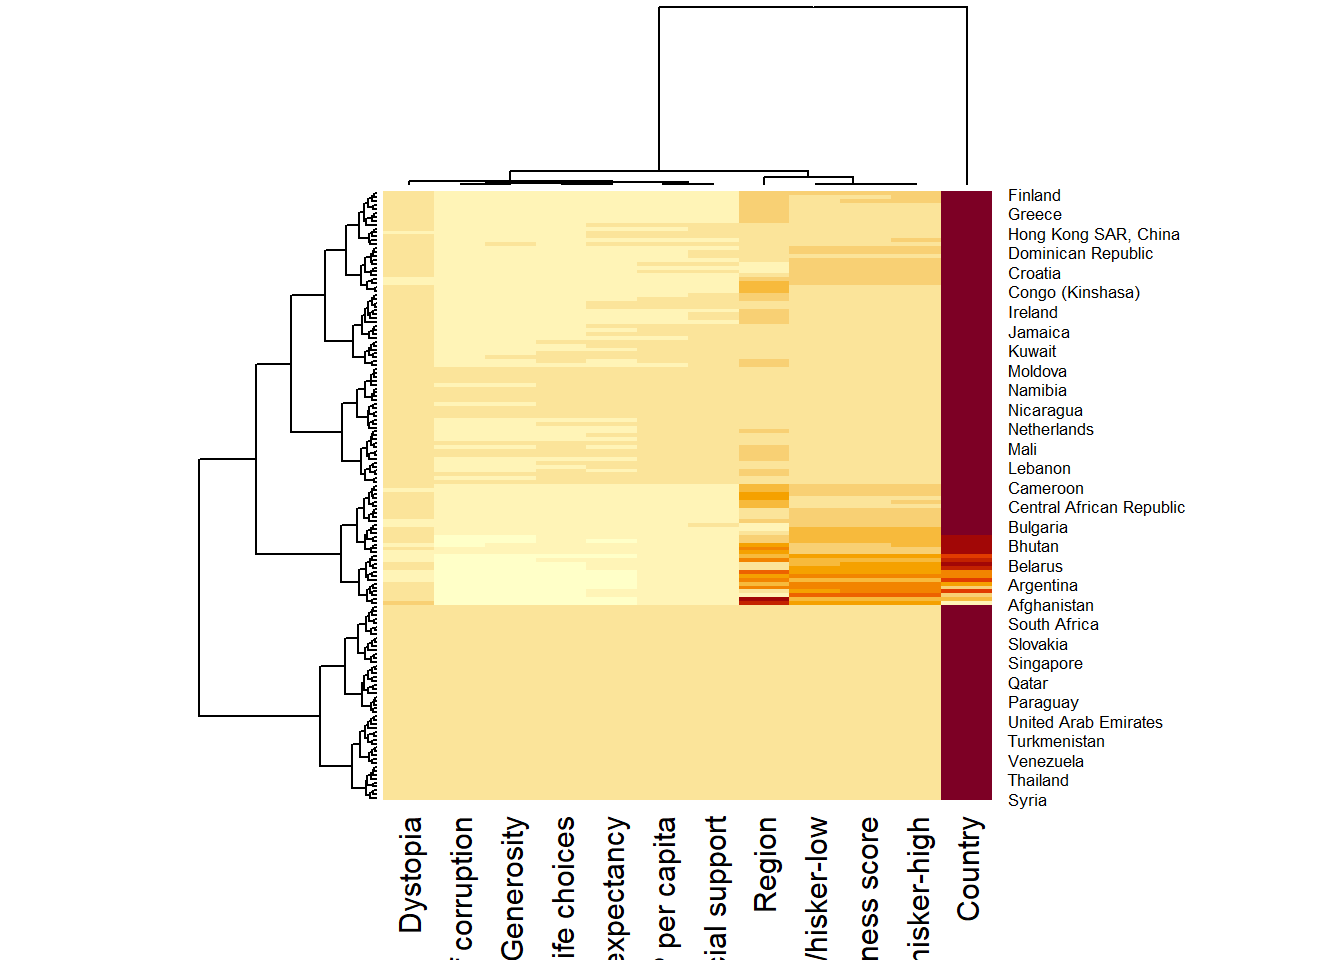 Finland
Greece
Hong Kong SAR, China
Dominican Republic
Croatia
Congo (Kinshasa)
Ireland
Jamaica
Kuwait
Moldova
Namibia
Nicaragua
Netherlands
Mali
Lebanon
Cameroon
Central African Republic
Bulgaria
Bhutan
Belarus
Argentina
Afghanistan
South Africa
Slovakia
Singapore
Qatar
Paraguay
United Arab Emirates
Turkmenistan
Venezuela
Thailand
Syria
Dystopia
corruption
Generosity
ife choices
expectancy
per capita
cial support
Region
/hisker-low
ness score
hisker-high
Country